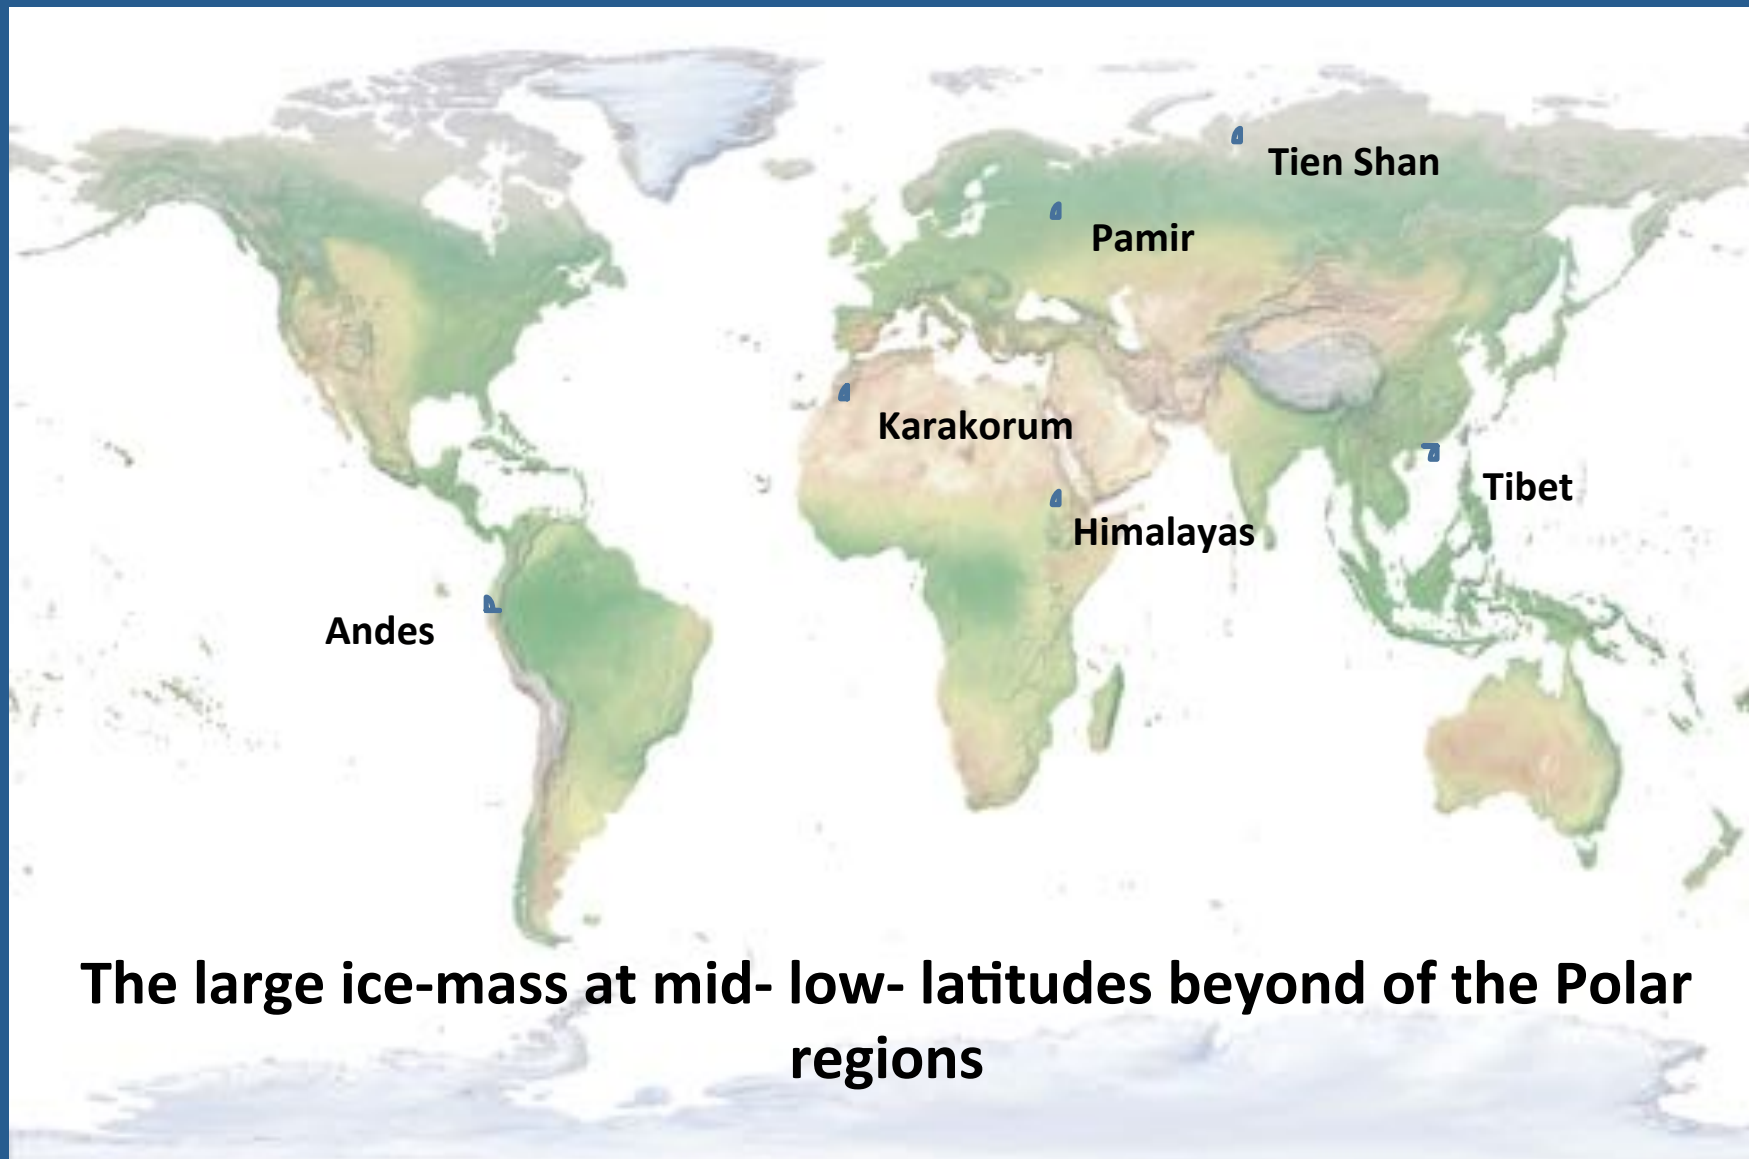 Tien Shan
Pamir
Karakorum
Tibet
Himalayas
Andes
The large ice-mass at mid- low- latitudes beyond of the Polar
regions